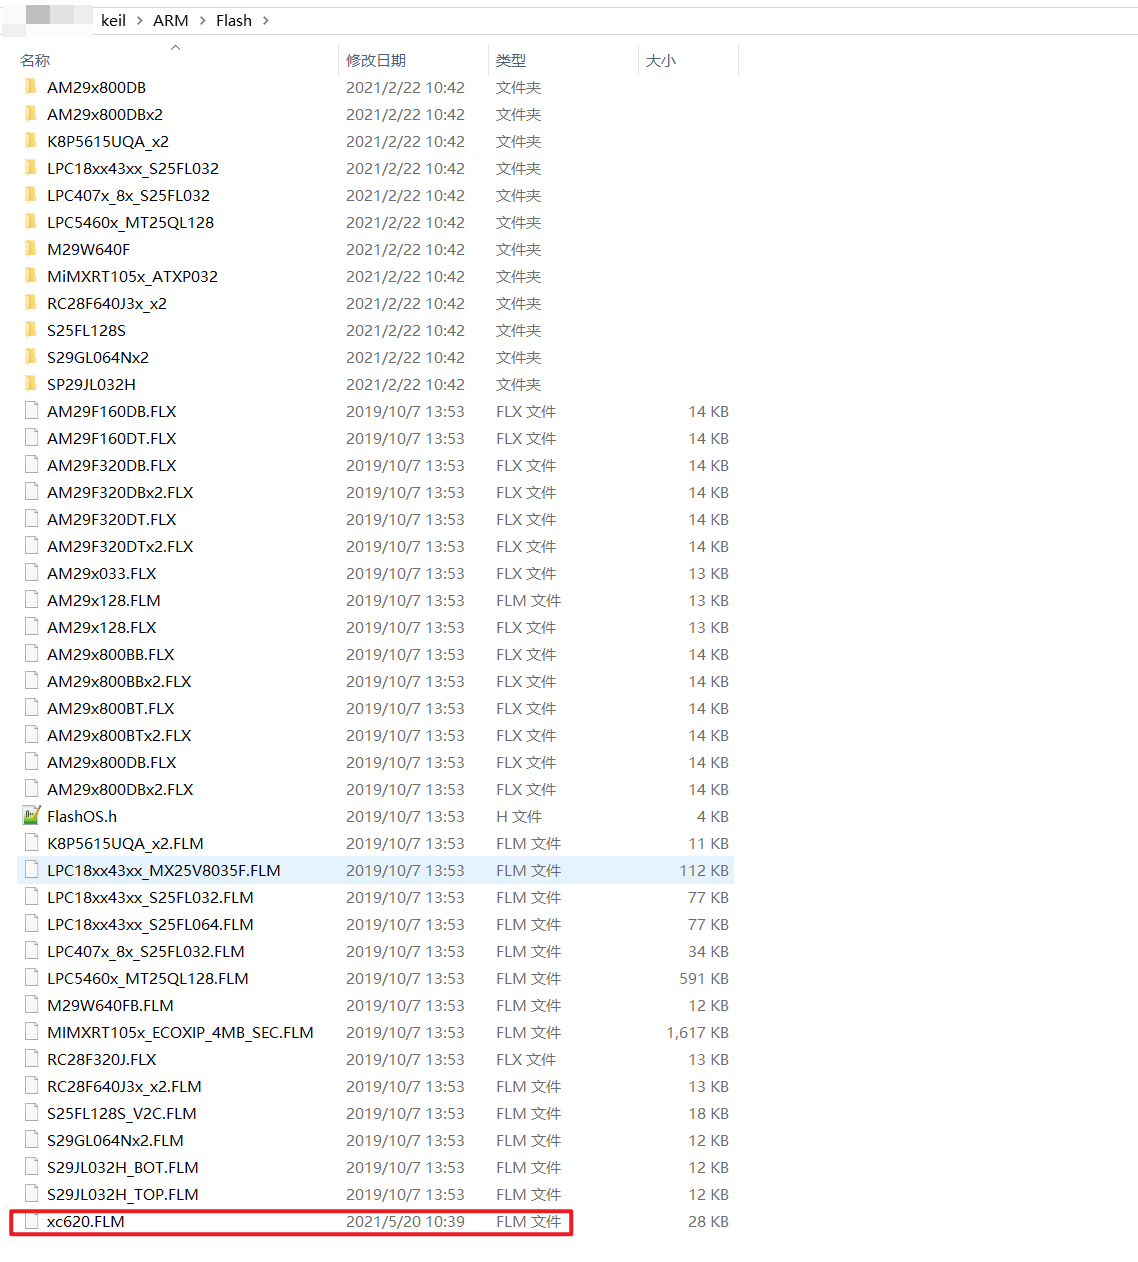 keil > ARM > Flash >
名称 修改日期 类型 大小
AM29x800DB 2021/2/22 10:42 文件夹
AM29x800DBx2 2021/2/22 10:42 文件夹
K8P5615UQA_x2 2021/2/22 10:42 文件夹
LPC18xx43xx_S25FL032 2021/2/22 10:42 文件夹
LPC407x_8x_S25FL032 2021/2/22 10:42 文件夹
LPC5460x_MT25QL128 2021/2/22 10:42 文件夹
M29W640F 2021/2/22 10:42 文件夹
MiMXRT105x_ATXP032 2021/2/22 10:42 文件夹
RC28F640J3x_x2 2021/2/22 10:42 文件夹
S25FL128S 2021/2/22 10:42 文件夹
S29GL064Nx2 2021/2/22 10:42 文件夹
SP29JL032H 2021/2/22 10:42 文件夹
AM29F160DB.FLX 2019/10/7 13:53 FLX 文件 14 KB
AM29F160DT.FLX 2019/10/7 13:53 FLX 文件 14 KB
AM29F320DB.FLX 2019/10/7 13:53 FLX 文件 14 KB
AM29F320DBx2.FLX 2019/10/7 13:53 FLX 文件 14 KB
AM29F320DT.FLX 2019/10/7 13:53 FLX 文件 14 KB
AM29F320DTx2.FLX 2019/10/7 13:53 FLX 文件 14 KB
AM29x033.FLX 2019/10/7 13:53 FLX 文件 13 KB
AM29x128.FLM 2019/10/7 13:53 FLM 文件 13 KB
AM29x128.FLX 2019/10/7 13:53 FLX 文件 13 KB
AM29x800BB.FLX 2019/10/7 13:53 FLX 文件 14 KB
AM29x800BBx2.FLX 2019/10/7 13:53 FLX 文件 14 KB
AM29x800BT.FLX 2019/10/7 13:53 FLX 文件 14 KB
AM29x800BTx2.FLX 2019/10/7 13:53 FLX 文件 14 KB
AM29x800DB.FLX 2019/10/7 13:53 FLX 文件 14 KB
AM29x800DBx2.FLX 2019/10/7 13:53 FLX 文件 14 KB
FlashOS.h 2019/10/7 13:53 H 文件 4 KB
K8P5615UQA_x2.FLM 2019/10/7 13:53 FLM 文件 11 KB
LPC18xx43xx_MX25V8035F.FLM 2019/10/7 13:53 FLM 文件 112 KB
LPC18xx43xx_S25FL032.FLM 2019/10/7 13:53 FLM 文件 77 KB
LPC18xx43xx_S25FL064.FLM 2019/10/7 13:53 FLM 文件 77 KB
LPC407x_8x_S25FL032.FLM 2019/10/7 13:53 FLM 文件 34 KB
LPC5460x_MT25QL128.FLM 2019/10/7 13:53 FLM 文件 591 KB
M29W640FB.FLM 2019/10/7 13:53 FLM 文件 12 KB
MIMXRT105x_ECOXIP_4MB_SEC.FLM 2019/10/7 13:53 FLM 文件 1,617 KB
RC28F320J.FLX 2019/10/7 13:53 FLX 文件 13 KB
RC28F640J3x_x2.FLM 2019/10/7 13:53 FLM 文件 13 KB
S25FL128S_V2C.FLM 2019/10/7 13:53 FLM 文件 18 KB
S29GL064Nx2.FLM 2019/10/7 13:53 FLM 文件 12 KB
S29JL032H_BOT.FLM 2019/10/7 13:53 FLM 文件 12 KB
S29JL032H_TOP.FLM 2019/10/7 13:53 FLM 文件 12 KB
xc620.FLM 2021/5/20 10:39 FLM 文件 28 KB